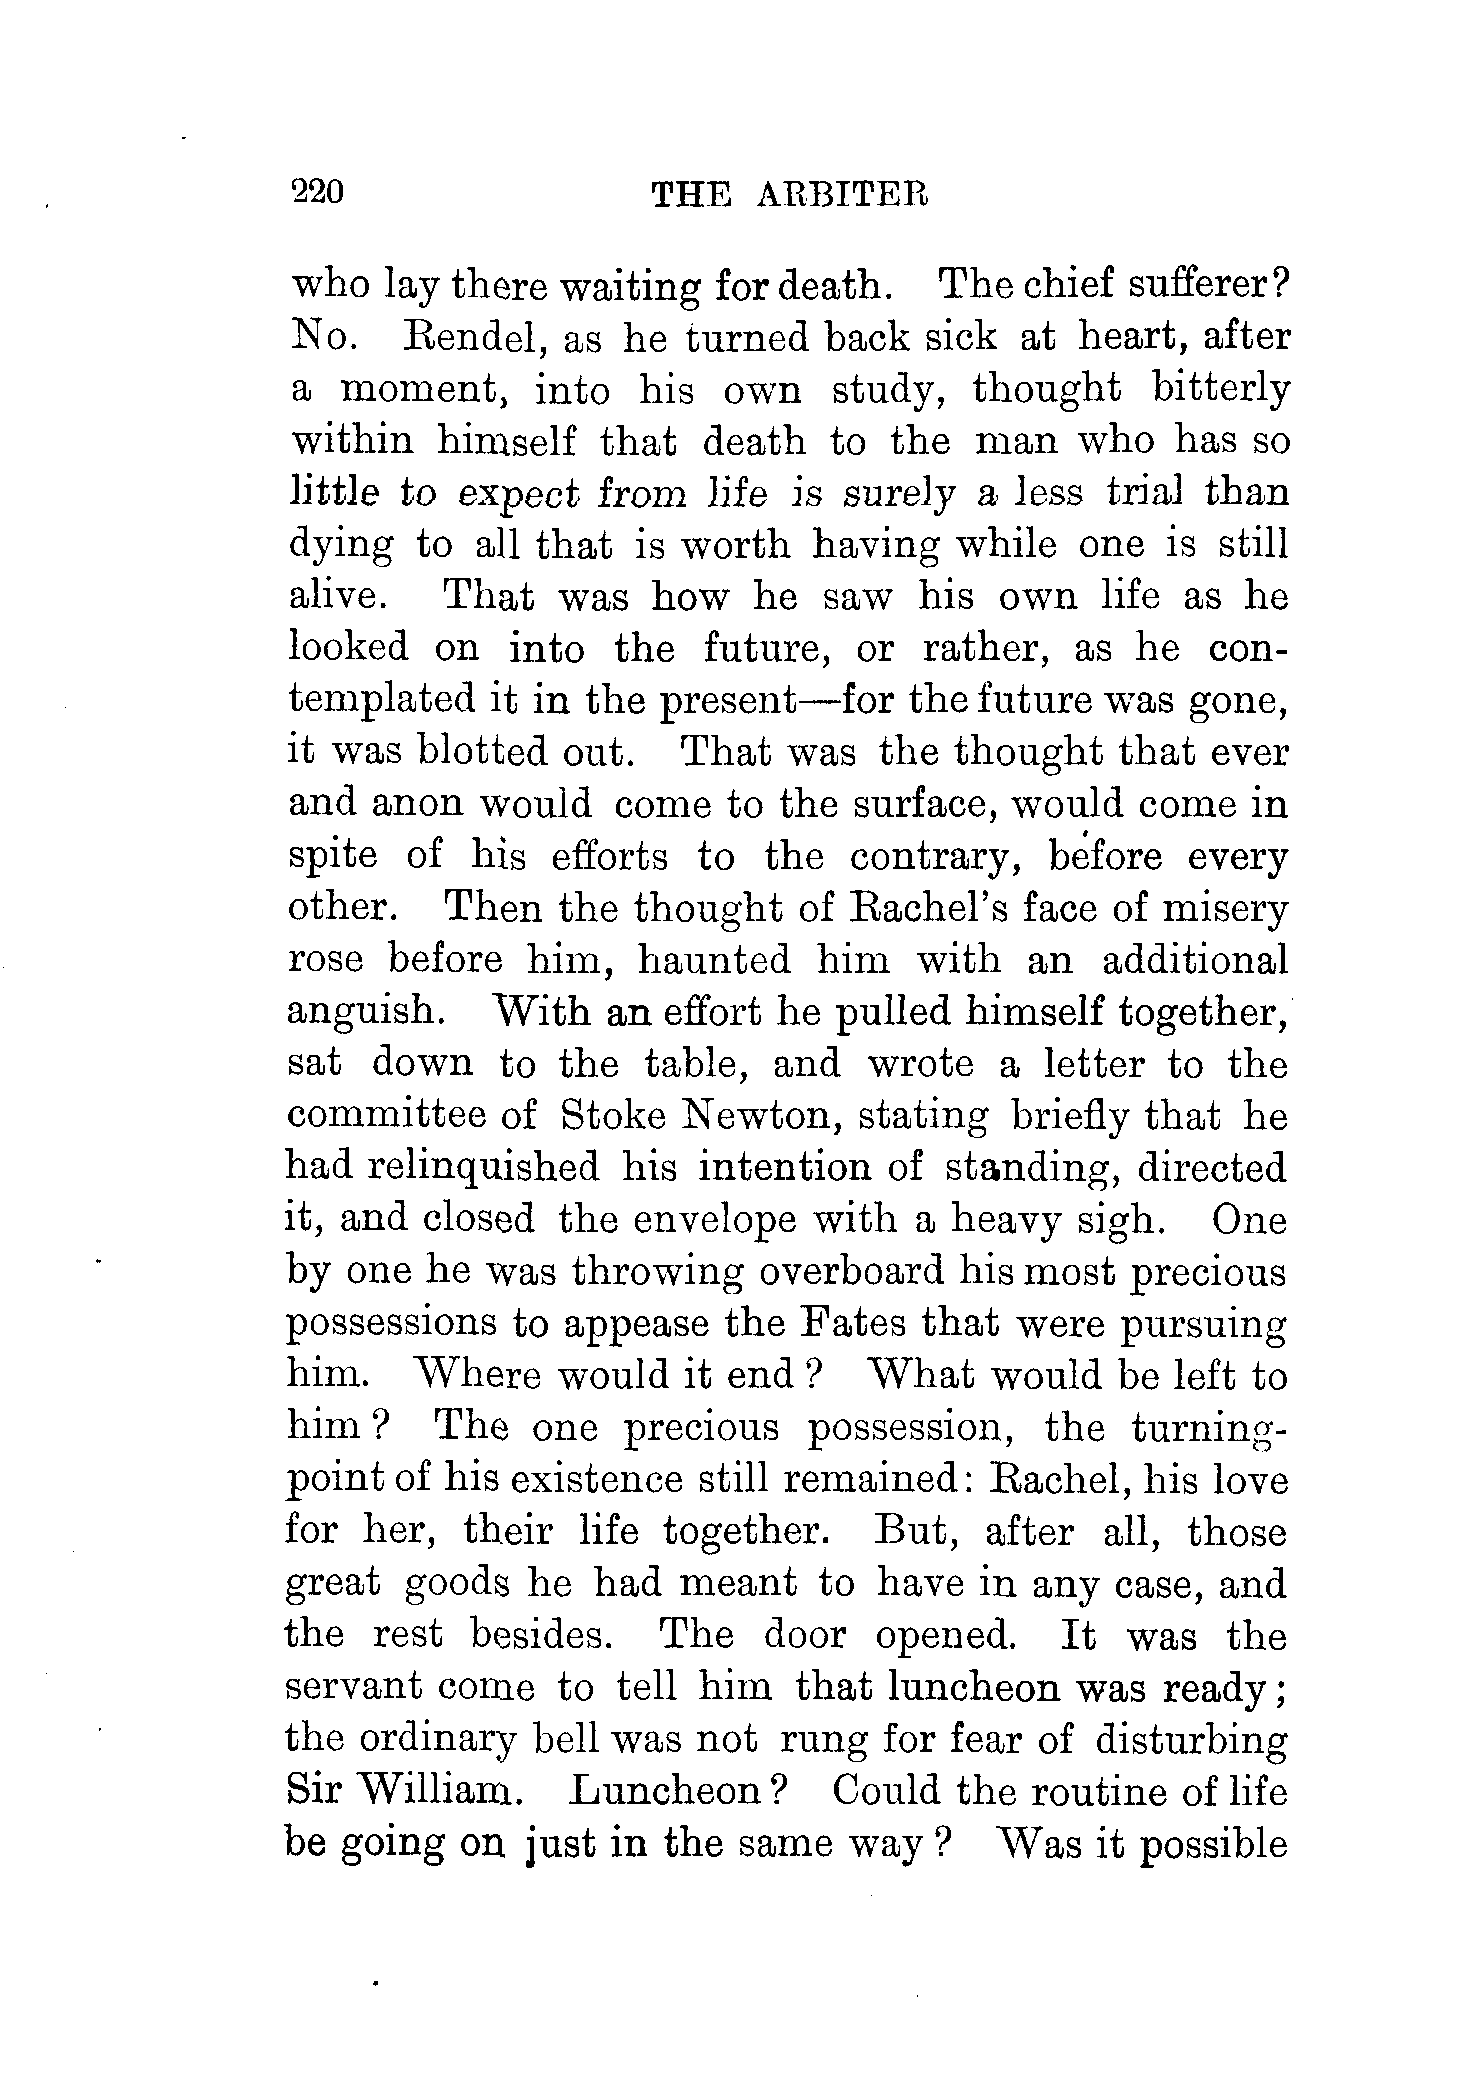 220 THE ARBITER
who lay there waiting for death. The chief sufferer?
No. Rendel, as he turned back sick at heart, after
a moment, into his own study, thought bitterly
within himself that death to the man who has so
little to expect from life is surely a less trial than
dying to all that is worth having while one is still
alive. That was how he saw his own life as he
looked on into the future, or rather, as he con-
templated it in the present—for the future was gone,
it was blotted out. That was the thought that ever
and anon would come to the surface, would come in
spite of his efforts to the contrary, before every
other. Then the thought of Rachel's face of misery
rose before him, haunted him with an additional
anguish. With an effort he pulled himself together,
sat down to the table, and wrote a letter to the
committee of Stoke Newton, stating briefly that he
had relinquished his intention of standing, directed
it, and closed the envelope with a heavy sigh. One
by one he was throwing overboard his most precious
possessions to appease the Fates that were pursuing
him. Where would it end? What would be left to
him? The one precious possession, the turning-
point of his existence still remained: Rachel, his love
for her, their life together. But, after all, those
great goods he had meant to have in any case, and
the rest besides. The door opened. It was the
servant come to tell him that luncheon was ready;
the ordinary bell was not rung for fear of disturbing
Sir William. Luncheon? Could the routine of life
be going on just in the same way? Was it possible